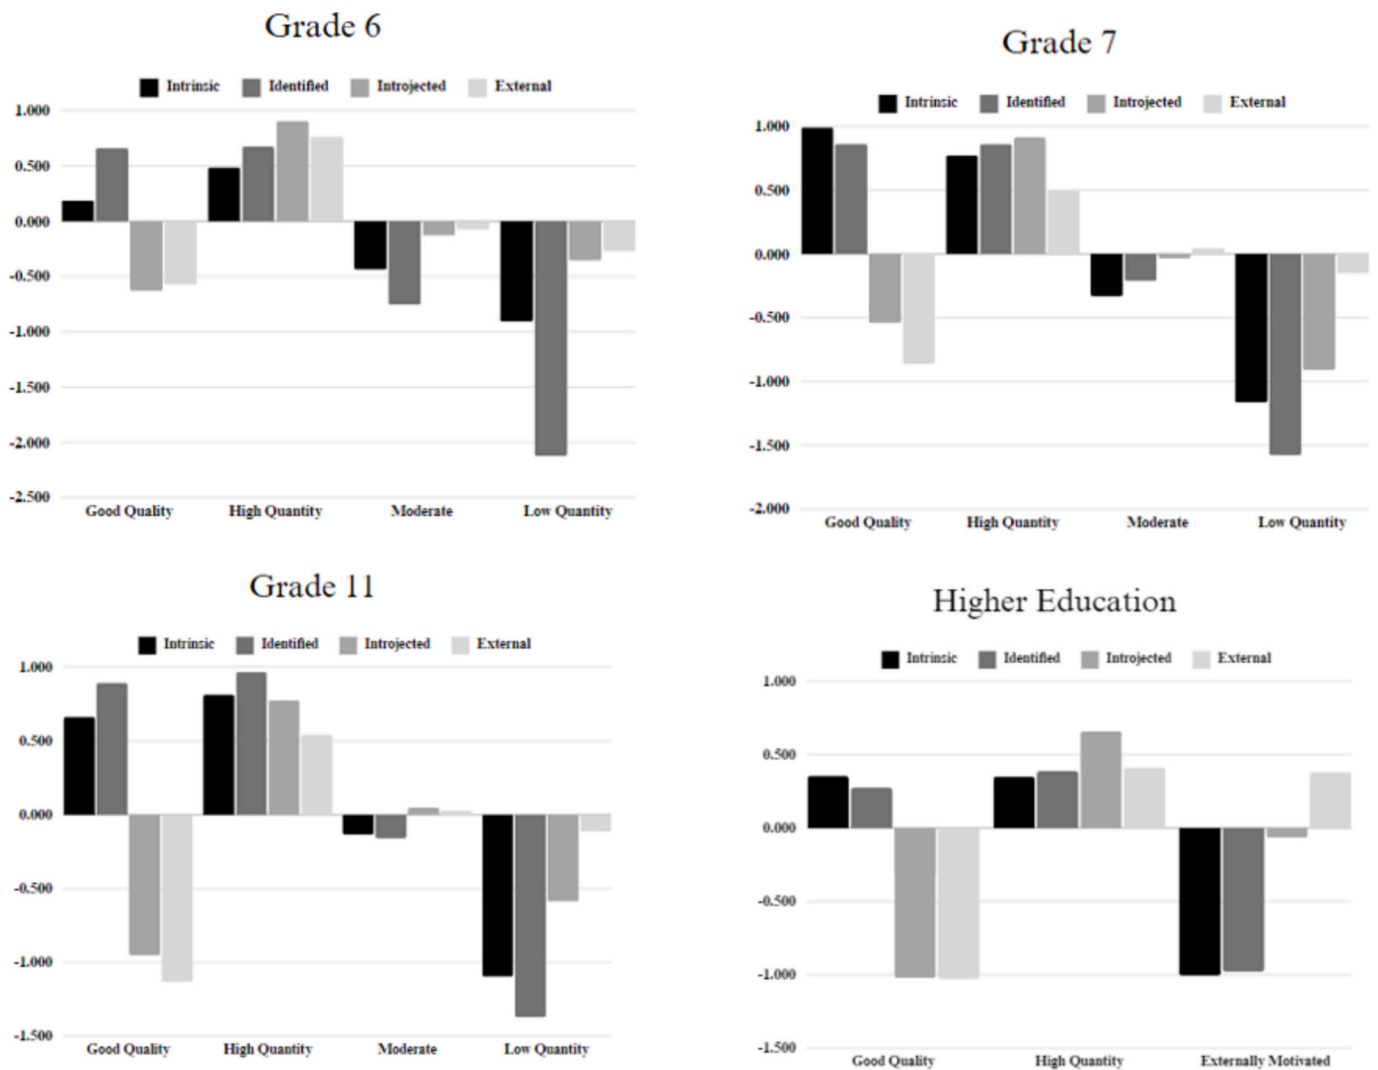 Grade 6
Intrinsic Identified Introjected External
1.000
0.500
0.000
-0.500
-1.000
-1.500
-2.000
-2.500
Good Quality High Quantity Moderate Low Quantity
Grade 7
Intrinsic Identified Introjected External
1.000
0.500
0.000
-0.500
-1.000
-1.500
-2.000
Good Quality High Quantity Moderate Low Quantity
Grade 11
Intrinsic Identified Introjected External
1.000
0.500
0.000
-0.500
-1.000
-1.500
Good Quality High Quantity Moderate Low Quantity
Higher Education
Intrinsic Identified Introjected External
1.000
0.500
0.000
-0.500
-1.000
-1.500
Good Quality High Quantity Externally Motivated